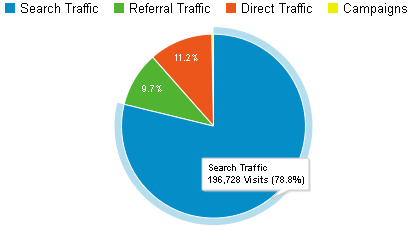 Search Traffic Referral Traffic Direct Traffic Campaigns
11.2%
9.7%
Search Traffic
196,728 Visits (78.8%)